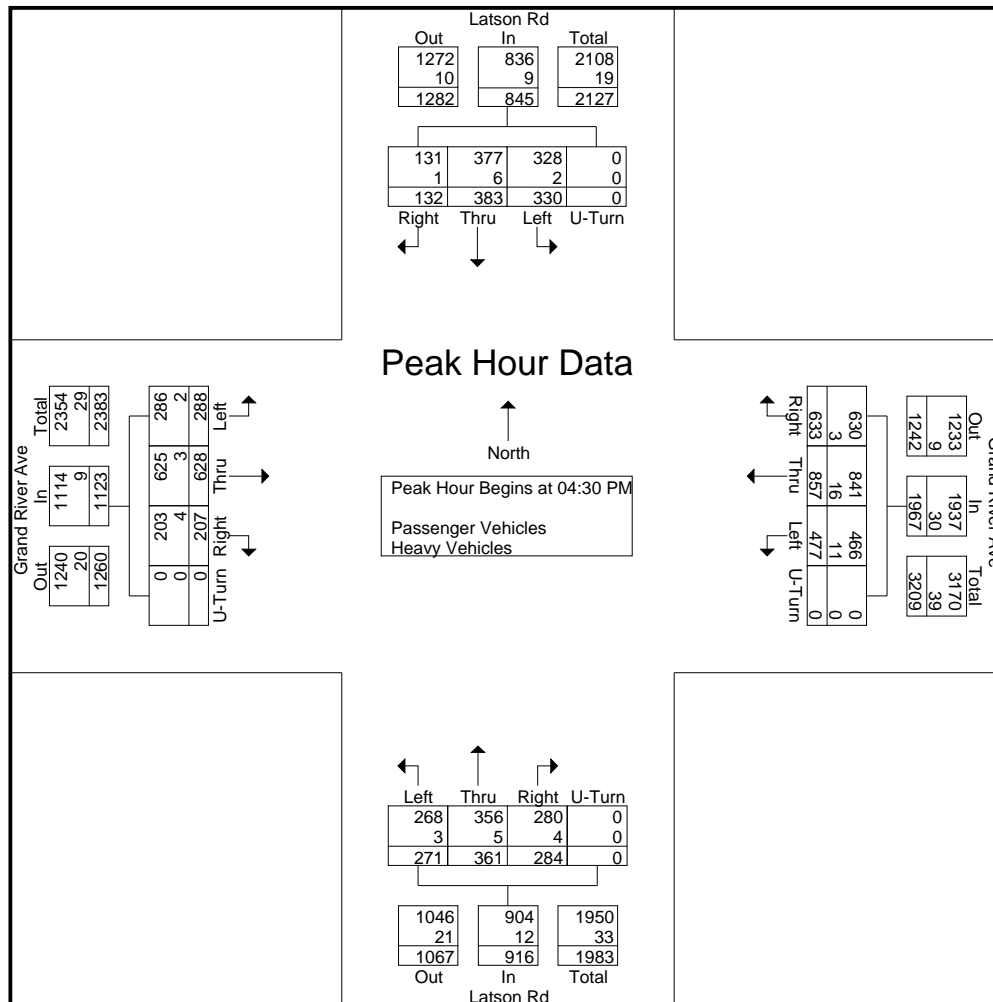 Latson Rd
Out In Total
1272 836 2108
10 9 19
1282 845 2127
131 377 328 0
1 6 2 0
132 383 330 0
Right Thru Left U-Turn
Peak Hour Data
North
Peak Hour Begins at 04:30 PM
Passenger Vehicles
Heavy Vehicles
Grand River Ave
Out In Total
1240 1114 2354
20 9 29
1260 1123 2383
286 625 203 0
2 3 4 0
288 628 207 0
Left Thru Right U-Turn
Grand River Ave
Out In Total
1233 1937 3170
9 30 39
1242 1967 3209
630 841 466 0
3 16 11 0
633 857 477 0
Right Thru Left U-Turn
Left Thru Right U-Turn
268 356 280 0
3 5 4 0
271 361 284 0
1046 904 1950
21 12 33
1067 916 1983
Out In Total
Latson Rd